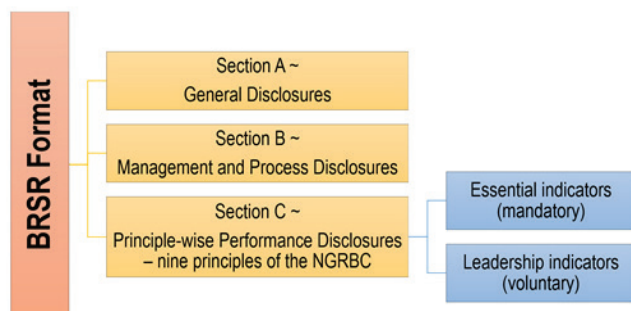 BRSR Format
Section A ~
General Disclosures
Section B ~
Management and Process Disclosures
Section C ~
Principle-wise Performance Disclosures
– nine principles of the NGRBC
Essential indicators
(mandatory)
Leadership indicators
(voluntary)